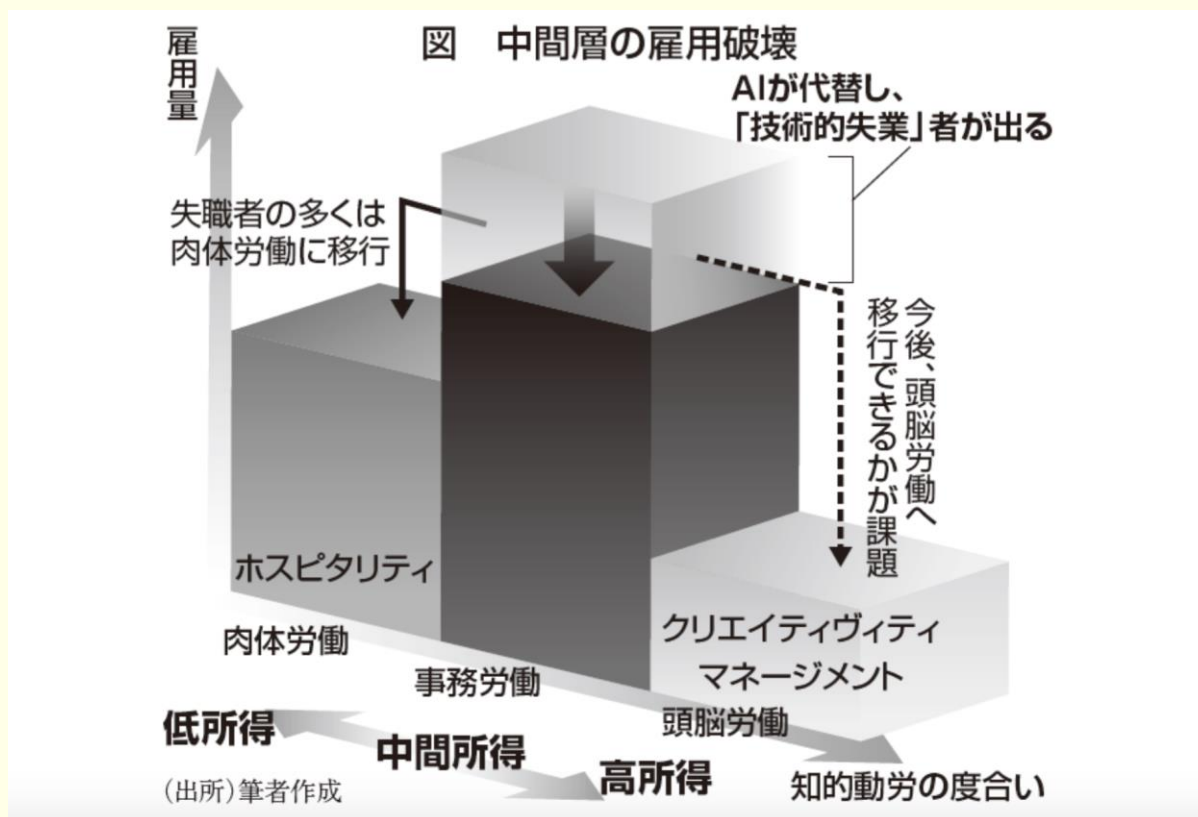 図 中間層の雇用破壊
雇用量
AIが代替し、
「技術的失業」者が出る
失職者の多くは
肉体労働に移行
今後、頭脳労働へ
移行できるかが課題
ホスピタリティ
クリエイティヴィティ
マネージメント
肉体労働
事務労働
頭脳労働
低所得
中間所得
高所得
知的動労の度合い
(出所)筆者作成